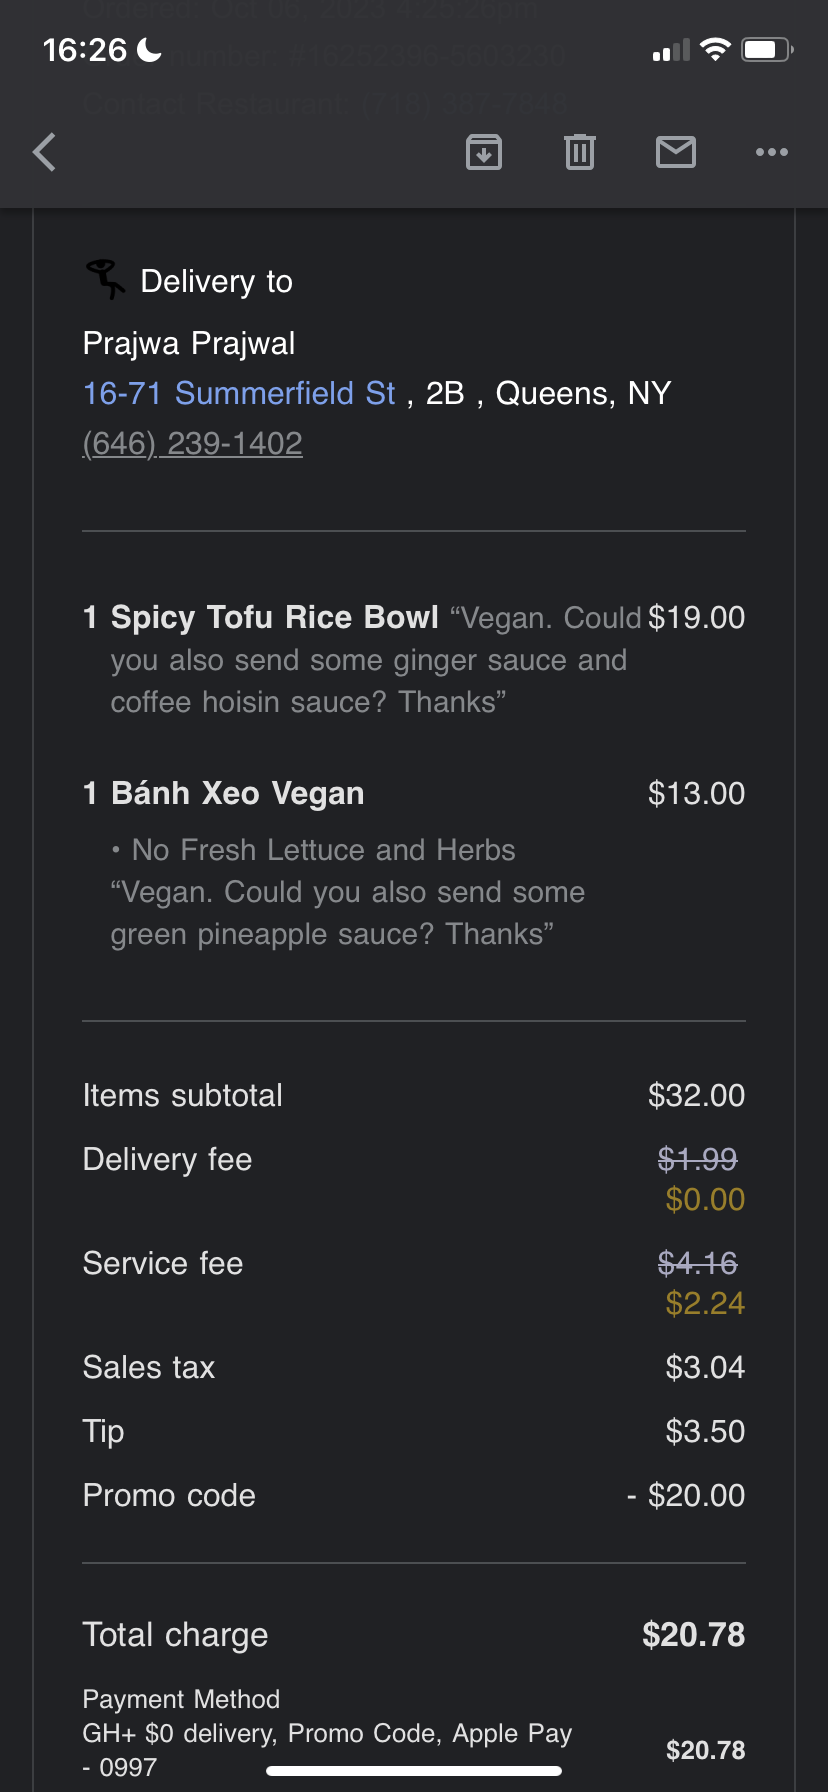 Ordered: Oct 06, 2023 4:25:26pm
16:26
number: #16262396-5603230
Contact Restaurant: (718) 387-7848
Delivery to
Prajwa Prajwal
16-71 Summerfield St , 2B , Queens, NY
(646) 239-1402
1 Spicy Tofu Rice Bowl “Vegan. Could $19.00
you also send some ginger sauce and
coffee hoisin sauce? Thanks”
1 Bánh Xeo Vegan $13.00
• No Fresh Lettuce and Herbs
“Vegan. Could you also send some
green pineapple sauce? Thanks”
Items subtotal $32.00
Delivery fee $1.99
$0.00
Service fee $4.16
$2.24
Sales tax $3.04
Tip $3.50
Promo code - $20.00
Total charge $20.78
Payment Method
GH+ $0 delivery, Promo Code, Apple Pay
- 0997 $20.78